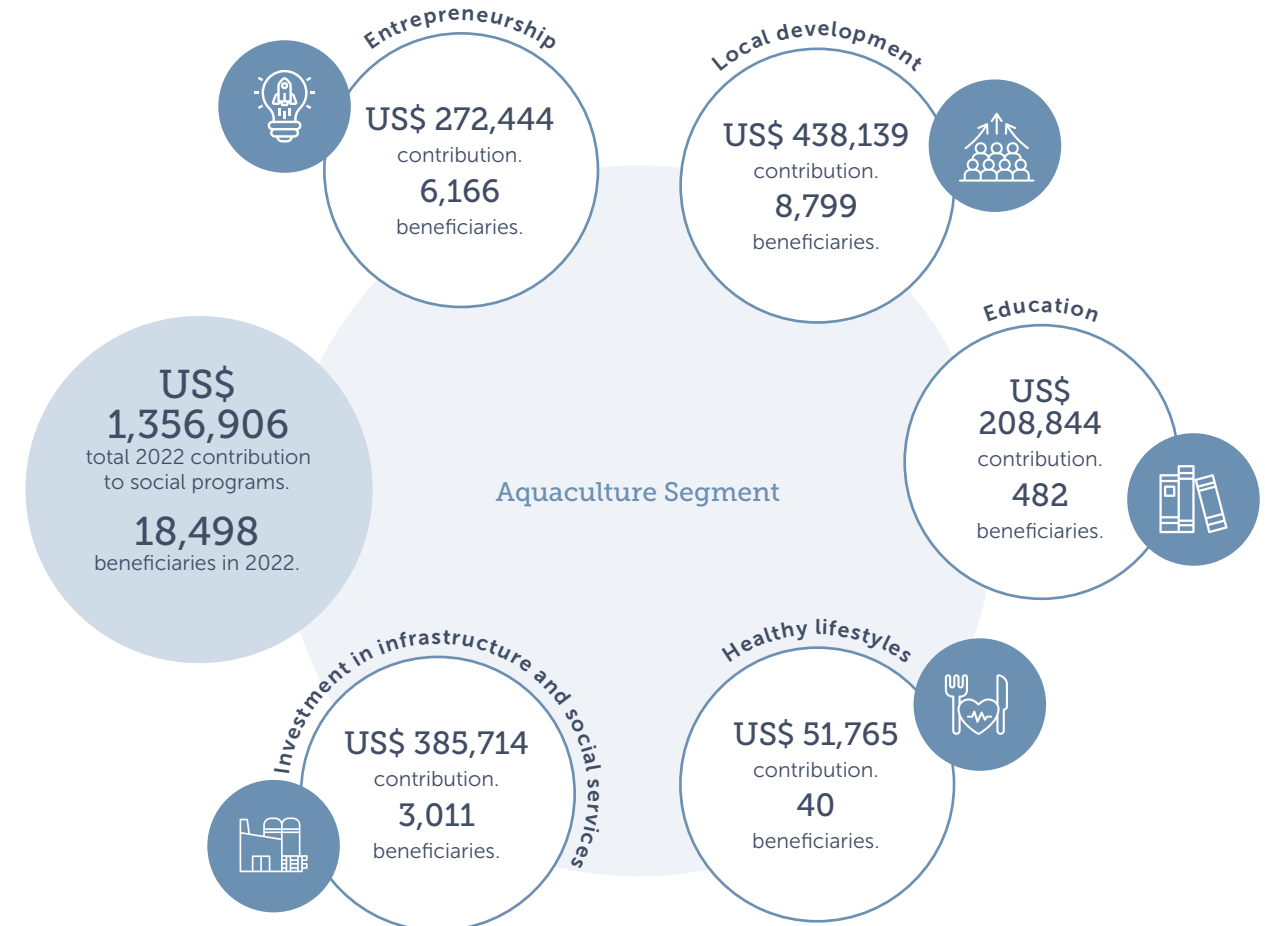 Entrepreneurship
US$ 272,444
contribution.
6,166
beneficiaries.
Local development
US$ 438,139
contribution.
8,799
beneficiaries.
Education
US$
208,844
contribution.
482
beneficiaries.
US$
1,356,906
total 2022 contribution
to social programs.
18,498
beneficiaries in 2022.
Aquaculture Segment
Investment in infrastructure and social services
US$ 385,714
contribution.
3,011
beneficiaries.
Healthy lifestyles
US$ 51,765
contribution.
40
beneficiaries.